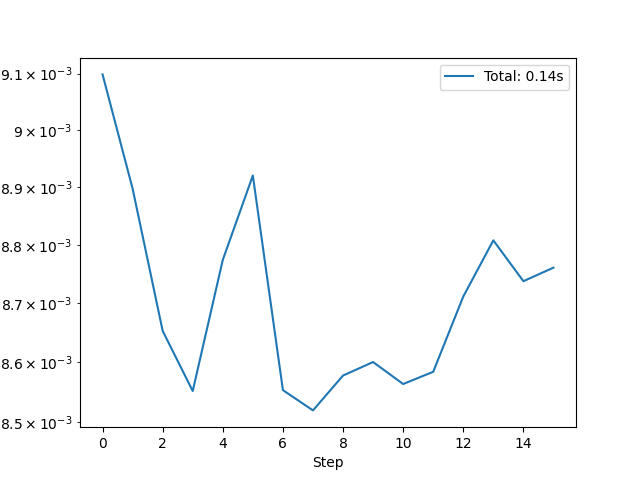 Total: 0.14s
9.1 × 10⁻³
9 × 10⁻³
8.9 × 10⁻³
8.8 × 10⁻³
8.7 × 10⁻³
8.6 × 10⁻³
8.5 × 10⁻³
0 2 4 6 8 10 12 14
Step